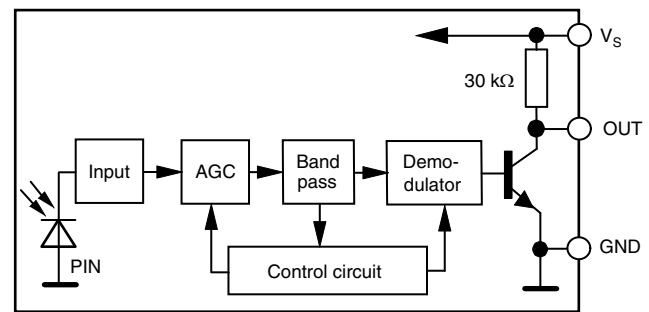 V_S
30 kΩ
OUT
Input
AGC
Band
pass
Demo-
dulator
GND
PIN
Control circuit